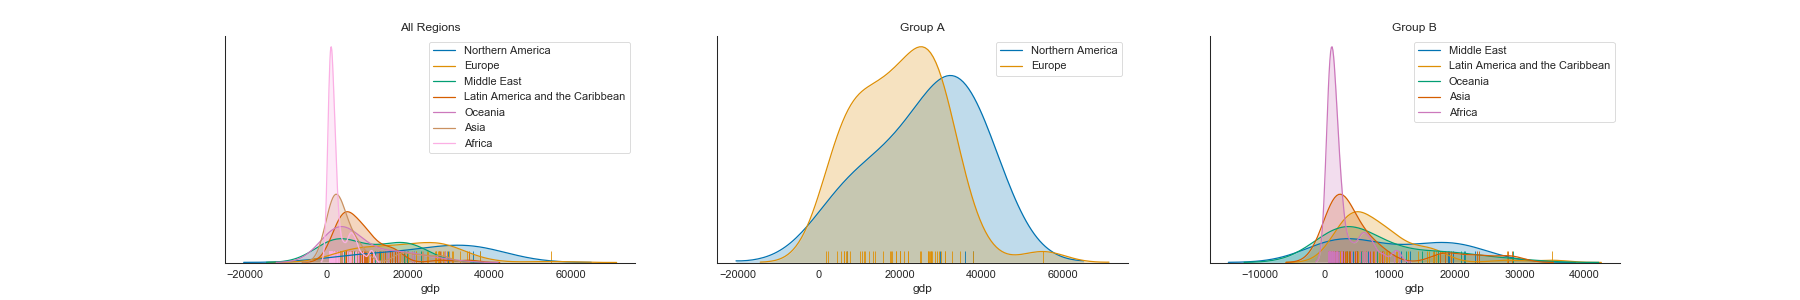 All Regions
Northern America
Europe
Middle East
Latin America and the Caribbean
Oceania
Asia
Africa
−20000 0 20000 40000 60000
gdp
Group A
Northern America
Europe
−20000 0 20000 40000 60000
gdp
Group B
Middle East
Latin America and the Caribbean
Oceania
Asia
Africa
−10000 0 10000 20000 30000 40000
gdp